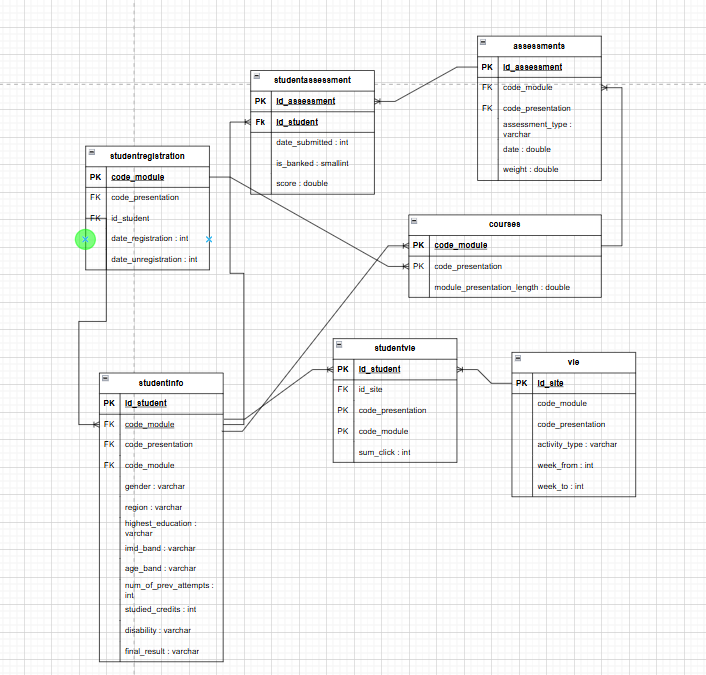 assessments
PK id_assessment
FK code_module
FK code_presentation
assessment_type :
varchar
date : double
weight : double
studentassessment
PK id_assessment
Fk id_student
date_submitted : int
is_banked : smallint
score : double
studentregistration
PK code_module
FK code_presentation
FK id_student
date_registration : int
date_unregistration : int
courses
PK code_module
PK code_presentation
module_presentation_length : double
studentvle
PK id_student
FK id_site
PK code_presentation
PK code_module
sum_click : int
vle
PK id_site
code_module
code_presentation
activity_type : varchar
week_from : int
week_to : int
studentinfo
PK id_student
FK code_module
FK code_presentation
FK code_module
gender : varchar
region : varchar
highest_education :
varchar
imd_band : varchar
age_band : varchar
num_of_prev_attempts :
int
studied_credits : int
disability : varchar
final_result : varchar